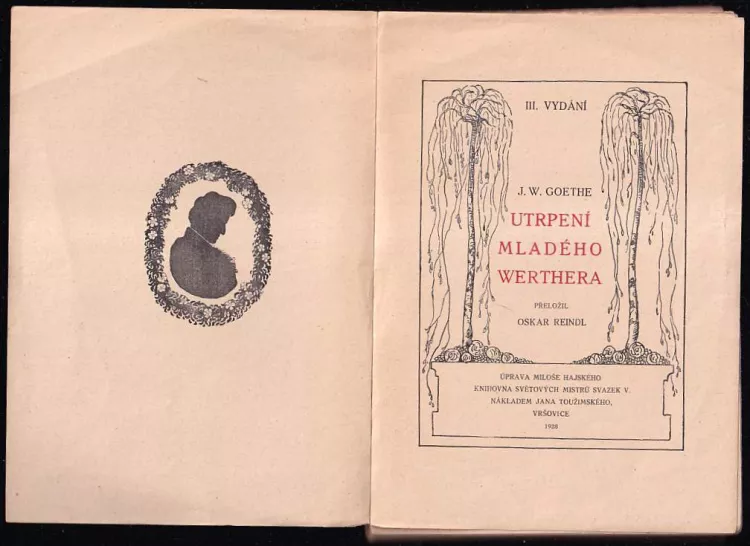 III. VYDÁNÍ
J. W. GOETHE
UTRPENÍ
MLADÉHO
WERTHERA
PŘELOŽIL
OSKAR REINDL
ÚPRAVA MILOŠE HAJSKÉHO
KNIHOVNA SVĚTOVÝCH MISTRŮ SVAZEK V.
NÁKLADEM JANA TOUŽIMSKÉHO,
VRŠOVICE
1928